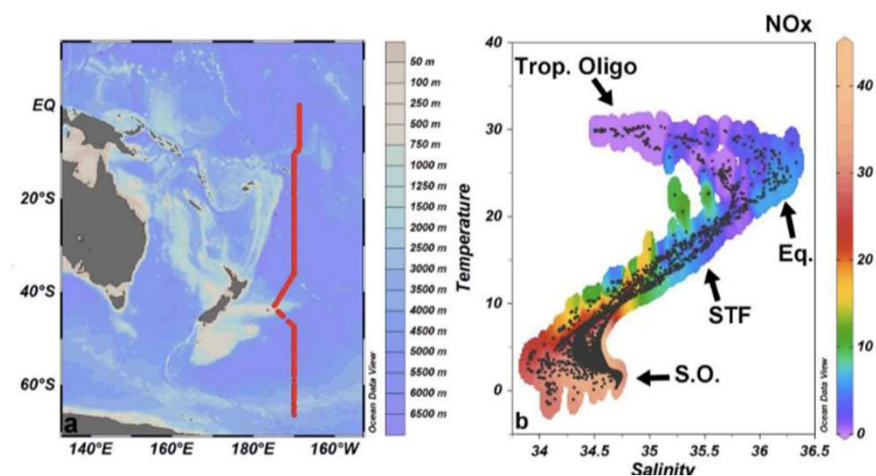 EQ
20°S
40°S
60°S
140°E
160°E
180°E
160°W
a
Ocean Data View
50 m
100 m
250 m
500 m
750 m
1000 m
1250 m
1500 m
2000 m
2500 m
3000 m
3500 m
4000 m
4500 m
5000 m
5500 m
6000 m
6500 m
NOx
Temperature
40
30
20
10
0
Trop. Oligo
Eq.
STF
S.O.
b
34
34.5
35
35.5
36
36.5
Salinity
Ocean Data View
40
30
20
10
0